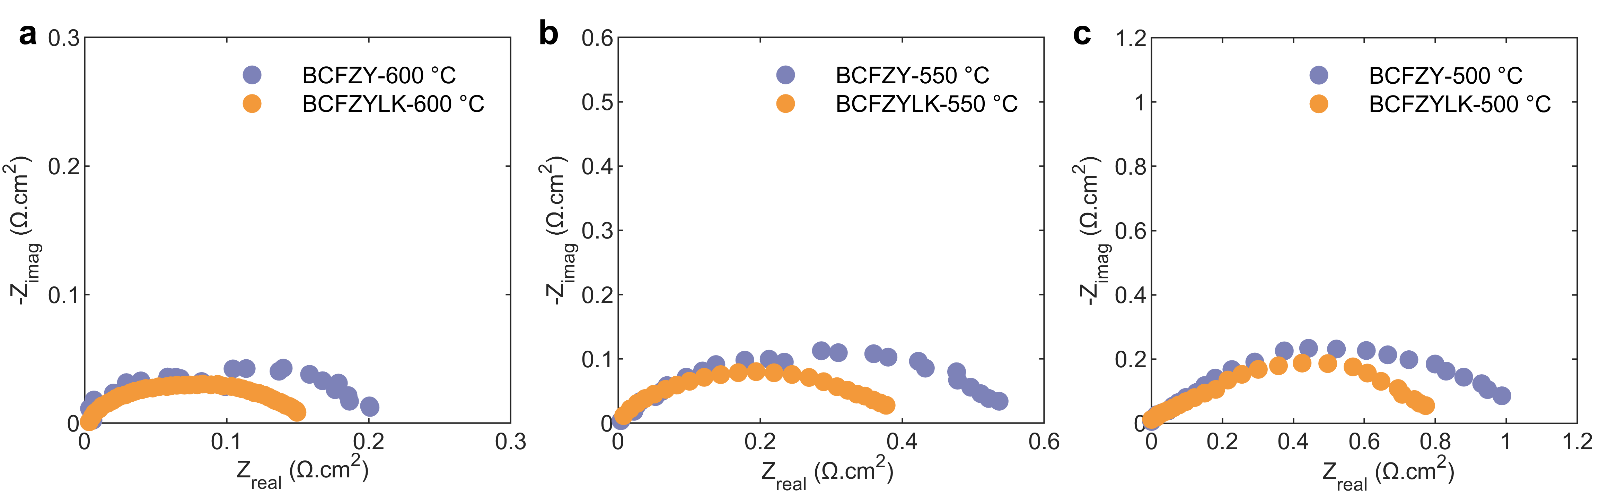 a
0.3
0.2
0.1
0
-Zimag (Ω.cm2)
BCFZY-600 °C
BCFZYLK-600 °C
0 0.1 0.2 0.3
Zreal (Ω.cm2)
b
0.6
0.5
0.4
0.3
0.2
0.1
0
-Zimag (Ω.cm2)
BCFZY-550 °C
BCFZYLK-550 °C
0 0.2 0.4 0.6
Zreal (Ω.cm2)
c
1.2
1
0.8
0.6
0.4
0.2
0
-Zimag (Ω.cm2)
BCFZY-500 °C
BCFZYLK-500 °C
0 0.2 0.4 0.6 0.8 1 1.2
Zreal (Ω.cm2)